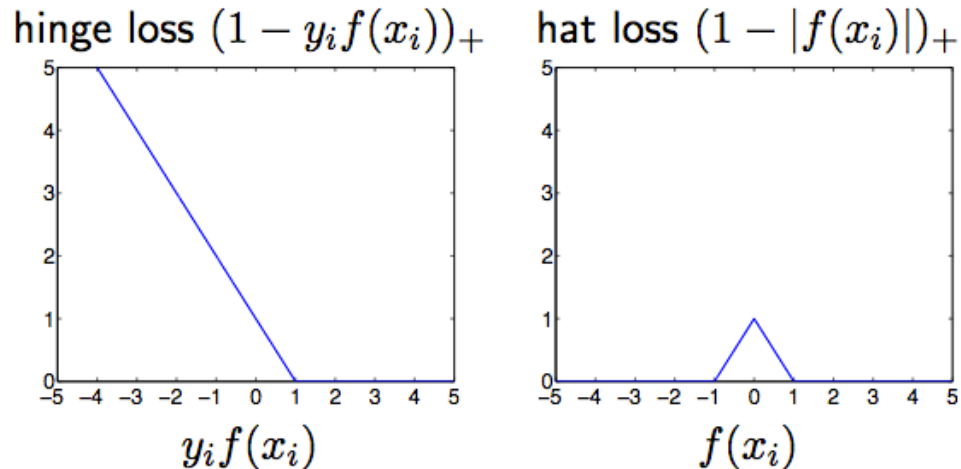 hinge loss (1 − y_i f(x_i))_+
5
4
3
2
1
0
−5 −4 −3 −2 −1 0 1 2 3 4 5
y_i f(x_i)
hat loss (1 − |f(x_i)|)_+
5
4
3
2
1
0
−5 −4 −3 −2 −1 0 1 2 3 4 5
f(x_i)